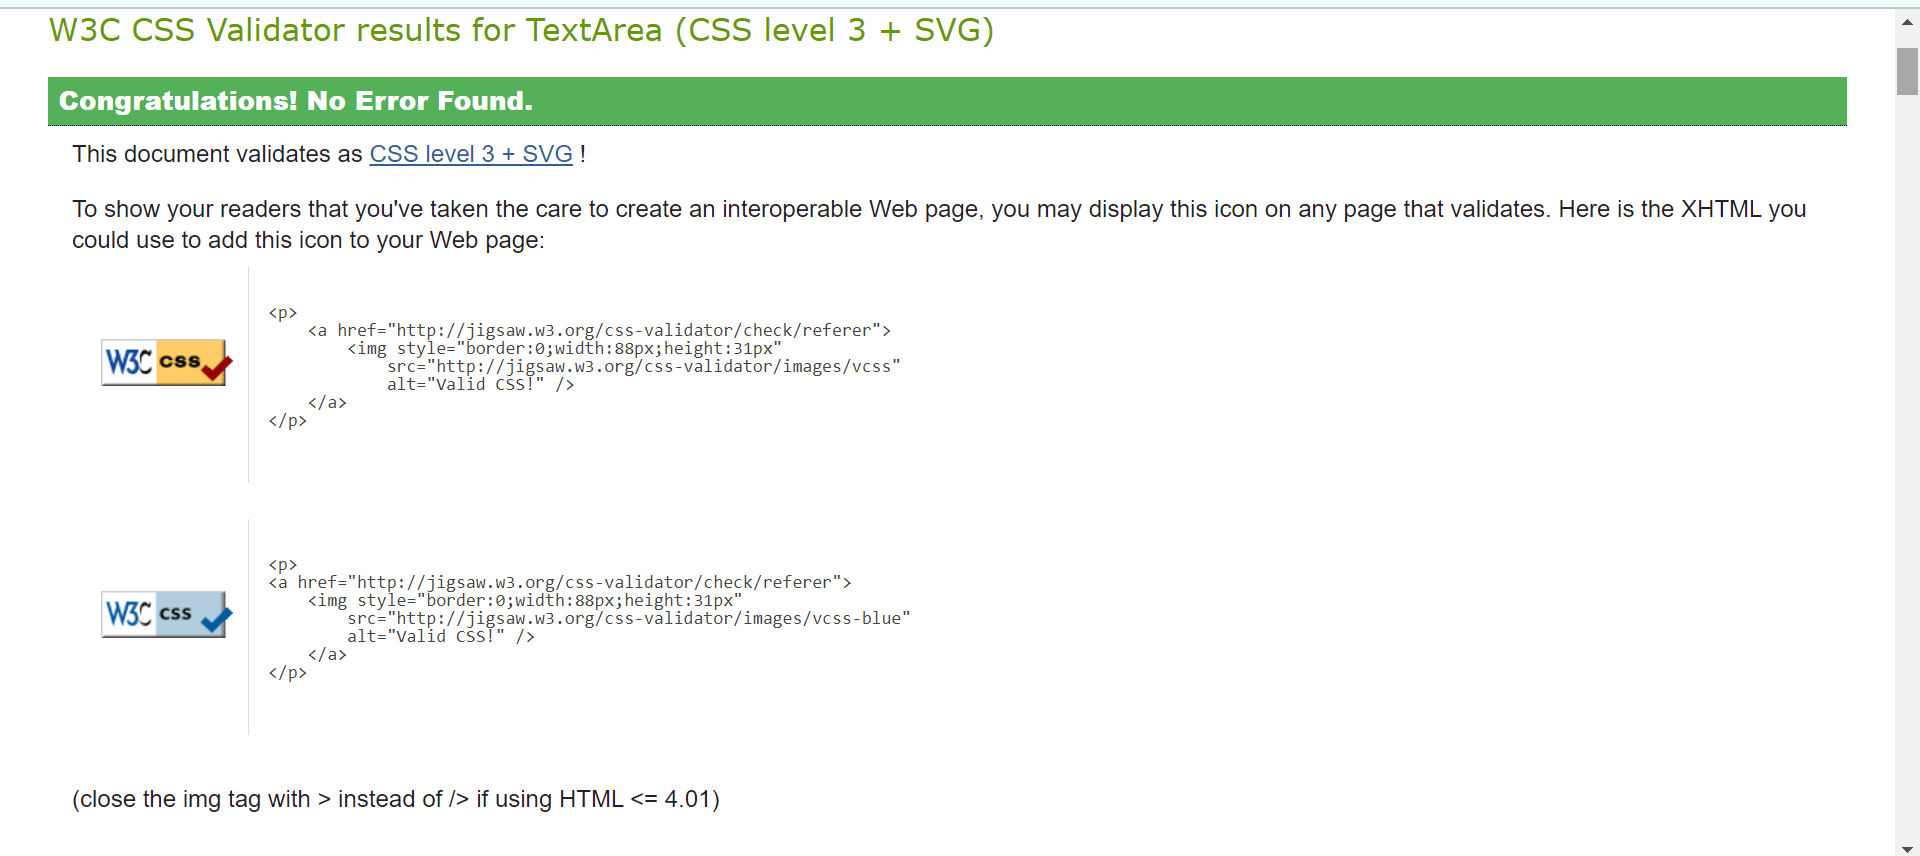 W3C CSS Validator results for TextArea (CSS level 3 + SVG)
Congratulations! No Error Found.
This document validates as CSS level 3 + SVG !
To show your readers that you've taken the care to create an interoperable Web page, you may display this icon on any page that validates. Here is the XHTML you
could use to add this icon to your Web page:
W3C css
<p>
<a href="http://jigsaw.w3.org/css-validator/check/referer">
<img style="border:0;width:88px;height:31px"
src="http://jigsaw.w3.org/css-validator/images/vcss"
alt="Valid CSS!" />
</a>
</p>
W3C css
<p>
<a href="http://jigsaw.w3.org/css-validator/check/referer">
<img style="border:0;width:88px;height:31px"
src="http://jigsaw.w3.org/css-validator/images/vcss-blue"
alt="Valid CSS!" />
</a>
</p>
(close the img tag with > instead of /> if using HTML <= 4.01)